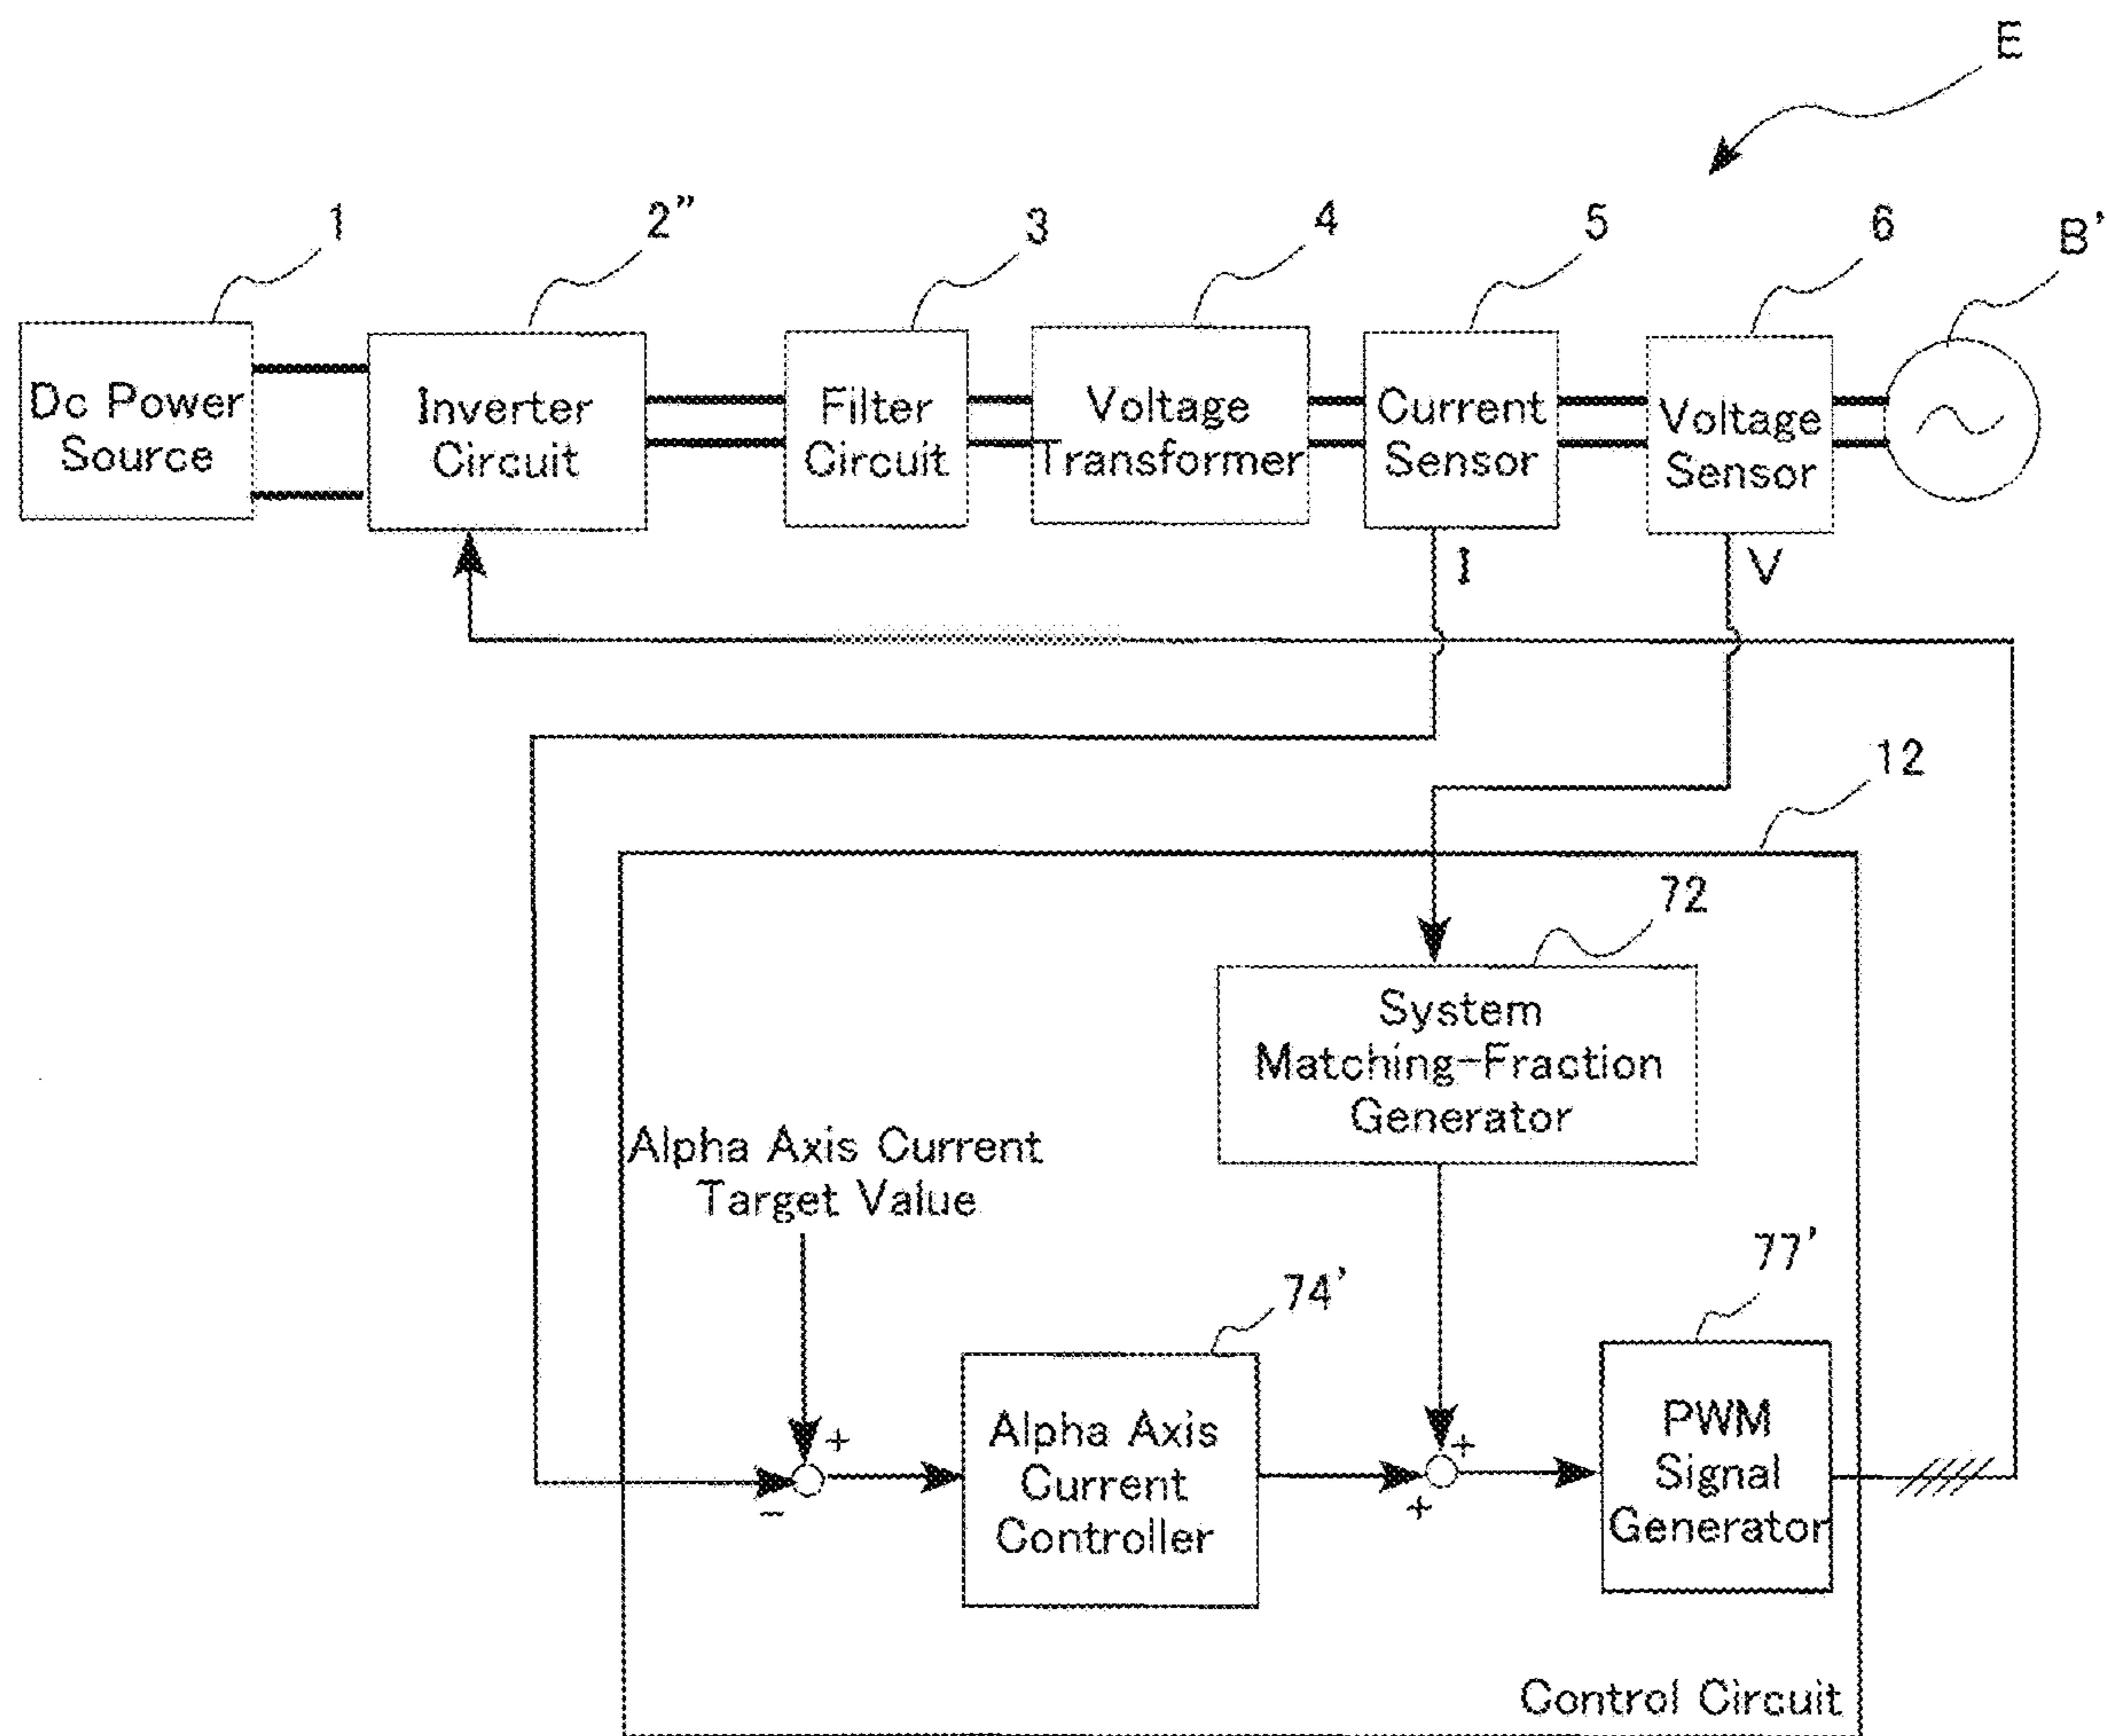 E
1
2”
3
4
5
6
B’
Dc Power
Source
Inverter
Circuit
Filter
Circuit
Voltage
Transformer
Current
Sensor
Voltage
Sensor
I
V
12
72
System
Matching-Fraction
Generator
Alpha Axis Current
Target Value
74’
77’
+
−
Alpha Axis
Current
Controller
+
+
PWM
Signal
Generator
Control Circuit